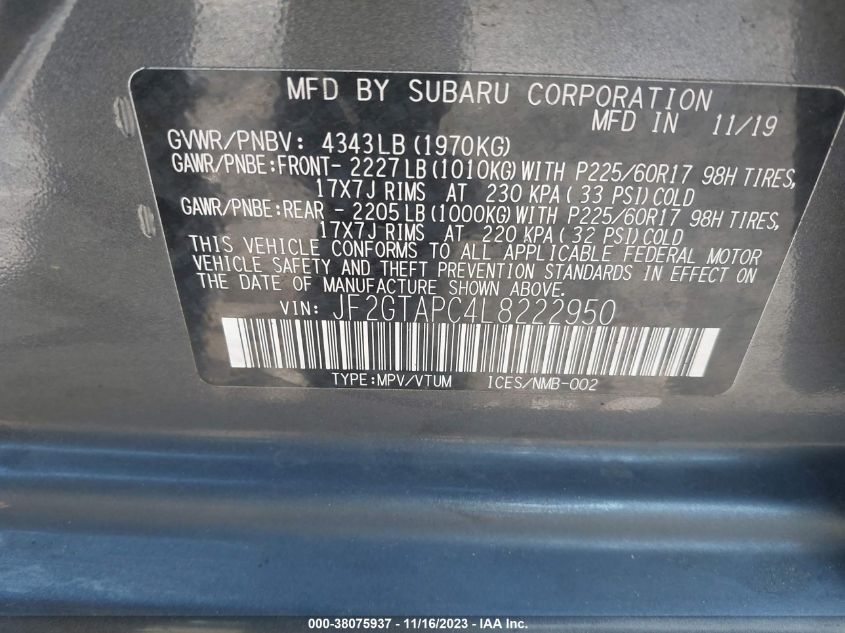 MFD BY SUBARU CORPORATION
MFD IN 11/19
GVWR/PNBV: 4343LB(1970KG)
GAWR/PNBE:FRONT- 2227LB(1010KG)WITH P225/60R17 98H TIRES,
17X7J RIMS AT 230 KPA( 33 PSI)COLD
GAWR/PNBE:REAR - 2205LB(1000KG)WITH P225/60R17 98H TIRES,
17X7J RIMS AT 220 KPA( 32 PSI)COLD
THIS VEHICLE CONFORMS TO ALL APPLICABLE FEDERAL MOTOR
VEHICLE SAFETY AND THEFT PREVENTION STANDARDS IN EFFECT ON
THE DATE OF MANUFACTURE SHOWN ABOVE.
VIN: JF2GTAPC4L8222950
TYPE:MPV/VTUM ICES/NMB-002
000-38075937 - 11/16/2023 - IAA Inc.